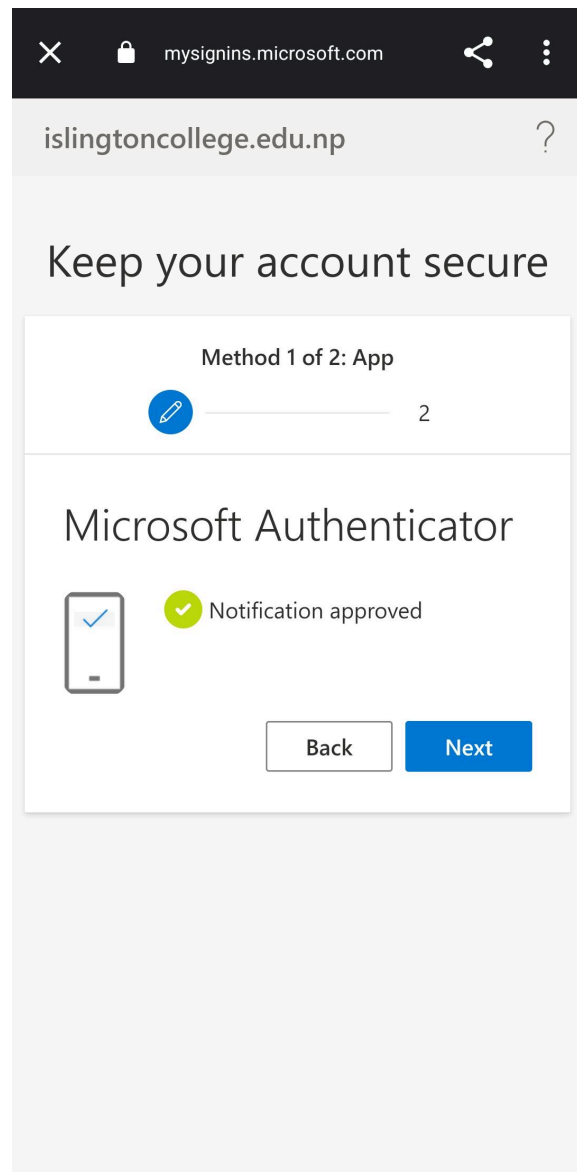 mysignins.microsoft.com
islingtoncollege.edu.np ?
Keep your account secure
Method 1 of 2: App
2
Microsoft Authenticator
Notification approved
Back Next